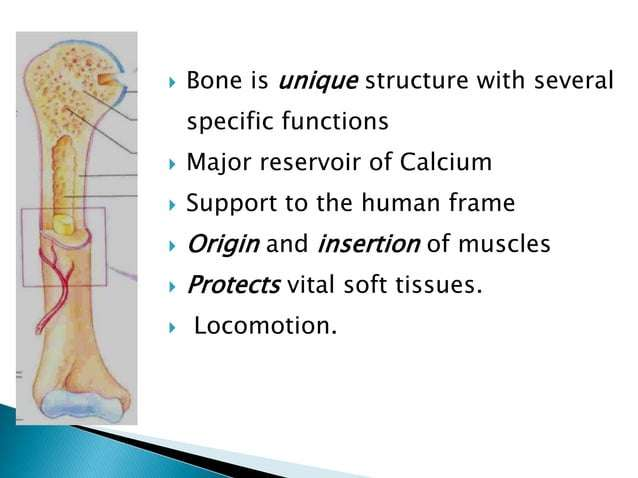 Bone is unique structure with several
specific functions
Major reservoir of Calcium
Support to the human frame
Origin and insertion of muscles
Protects vital soft tissues.
Locomotion.